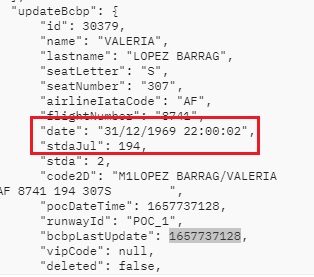 "updateBcbp": {
"id": 30379,
"name": "VALERIA",
"lastname": "LOPEZ BARRAG",
"seatLetter": "S",
"seatNumber": "307",
"airlineIataCode": "AF",
"flightNumber": "8741",
"date": "31/12/1969 22:00:02",
"stdaJul": 194,
"stda": 2,
"code2D": "M1LOPEZ BARRAG/VALERIA
AF 8741 194 307S ",
"pocDateTime": 1657737128,
"runwayId": "POC_1",
"bcbpLastUpdate": 1657737128,
"vipCode": null,
"deleted": false,